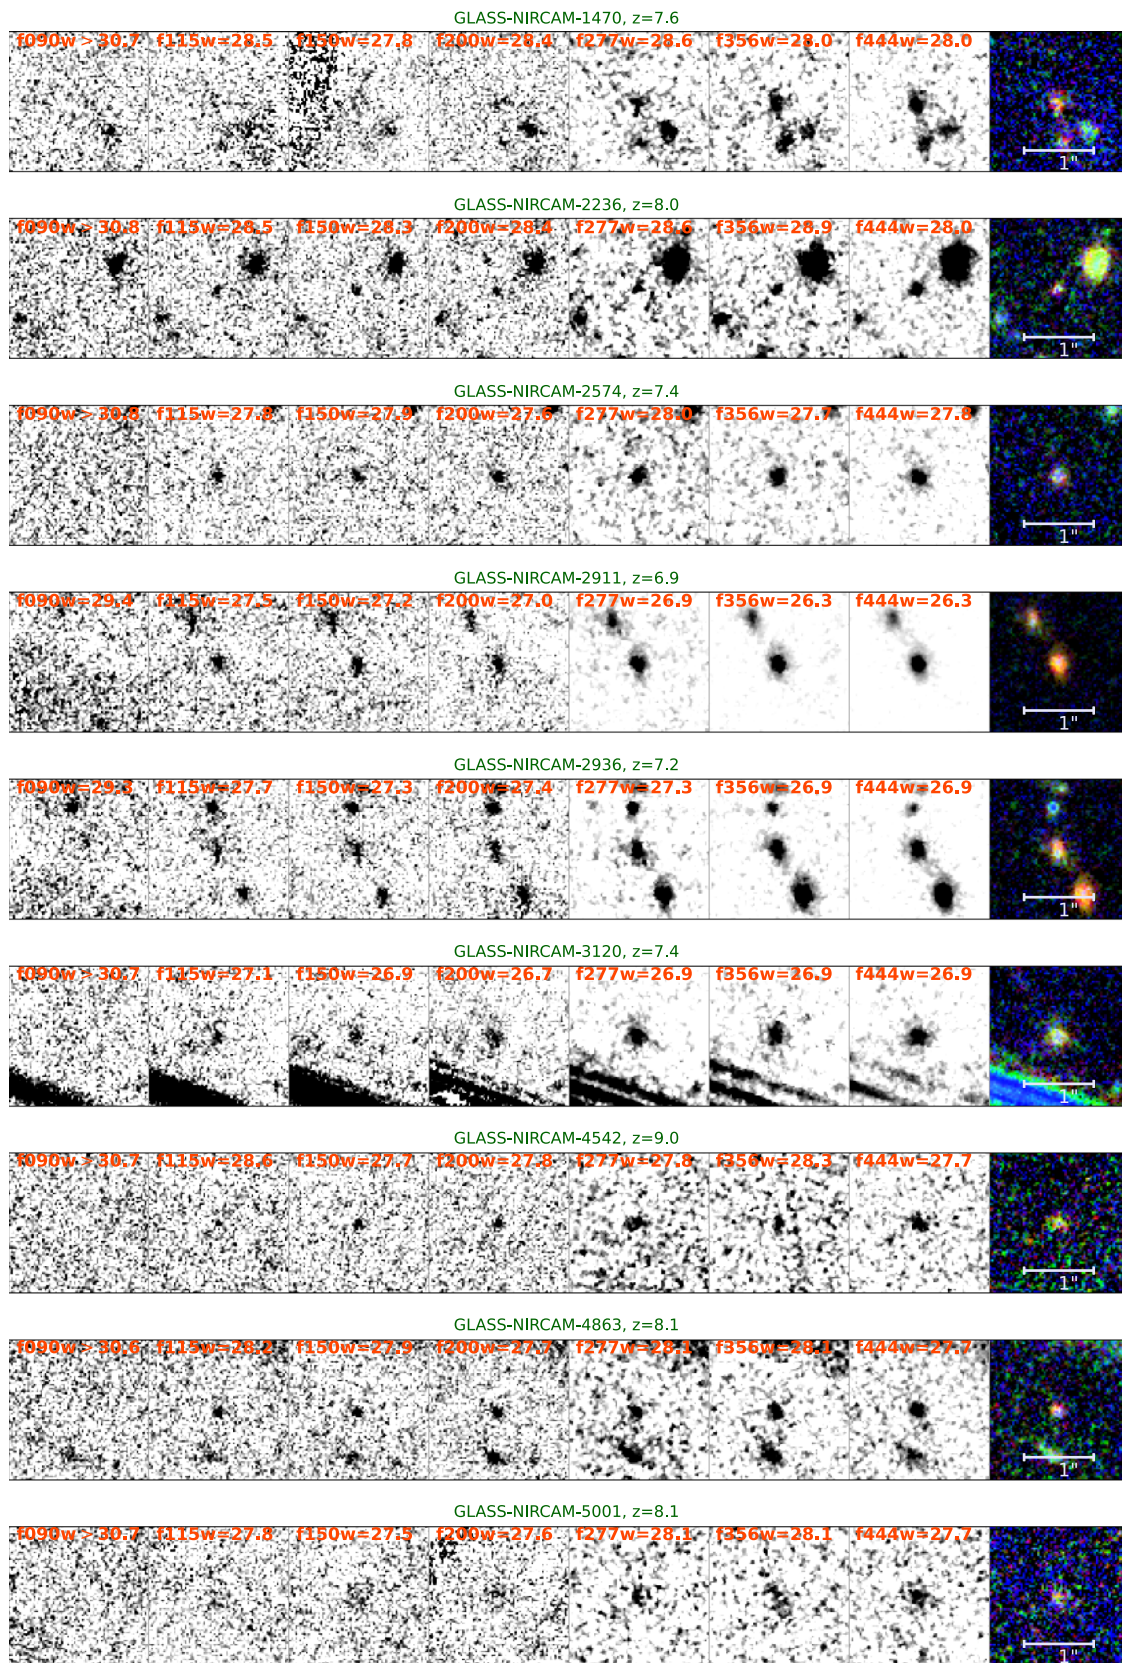 GLASS-NIRCAM-1470, z=7.6
f090w > 30.7 f115w=28.5 f150w=27.8 f200w=28.4 f277w=28.6 f356w=28.0 f444w=28.0
1"
GLASS-NIRCAM-2236, z=8.0
f090w > 30.8 f115w=28.5 f150w=28.3 f200w=28.4 f277w=28.6 f356w=28.9 f444w=28.0
1"
GLASS-NIRCAM-2574, z=7.4
f090w > 30.8 f115w=27.8 f150w=27.9 f200w=27.6 f277w=28.0 f356w=27.7 f444w=27.8
1"
GLASS-NIRCAM-2911, z=6.9
f090w=29.4 f115w=27.5 f150w=27.2 f200w=27.0 f277w=26.9 f356w=26.3 f444w=26.3
1"
GLASS-NIRCAM-2936, z=7.2
f090w=29.3 f115w=27.7 f150w=27.3 f200w=27.4 f277w=27.3 f356w=26.9 f444w=26.9
1"
GLASS-NIRCAM-3120, z=7.4
f090w > 30.7 f115w=27.1 f150w=26.9 f200w=26.7 f277w=26.9 f356w=26.9 f444w=26.9
1"
GLASS-NIRCAM-4542, z=9.0
f090w > 30.7 f115w=28.6 f150w=27.7 f200w=27.8 f277w=27.8 f356w=28.3 f444w=27.7
1"
GLASS-NIRCAM-4863, z=8.1
f090w > 30.6 f115w=28.2 f150w=27.9 f200w=27.7 f277w=28.1 f356w=28.1 f444w=27.7
1"
GLASS-NIRCAM-5001, z=8.1
f090w > 30.7 f115w=27.8 f150w=27.5 f200w=27.6 f277w=28.1 f356w=28.1 f444w=27.7
1"